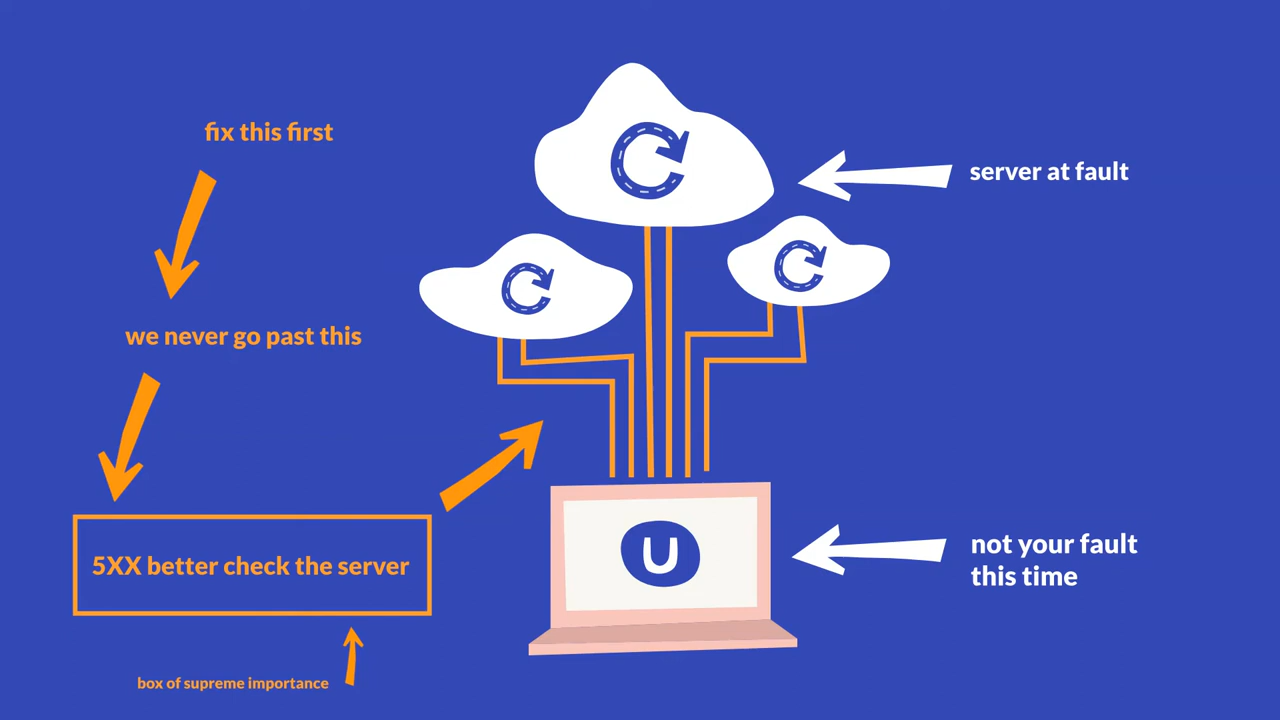 fix this first
we never go past this
5XX better check the server
box of supreme importance
server at fault
not your fault
this time
U